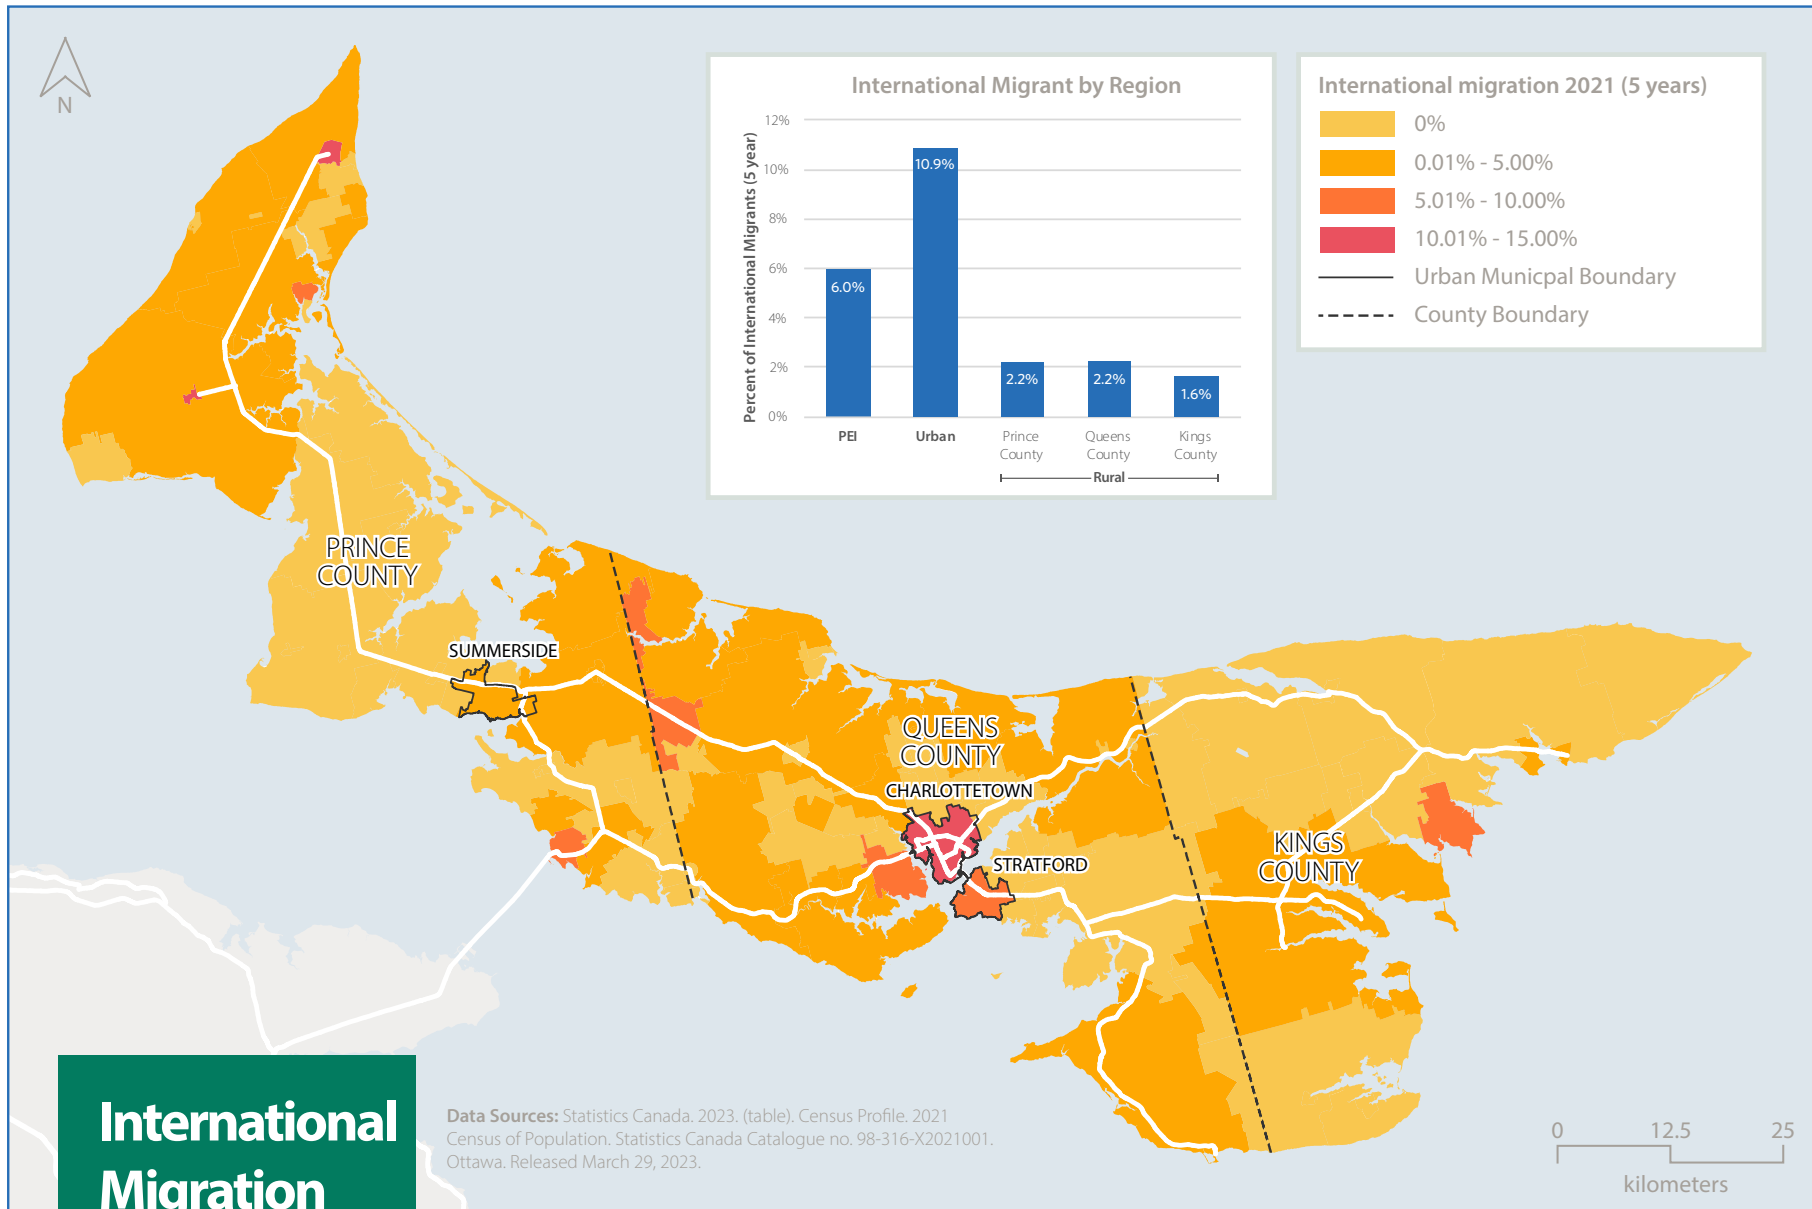 N
International Migrant by Region
Percent of International Migrants (5 year)
12%
10%
8%
6%
4%
2%
0%
6.0%
10.9%
2.2%
2.2%
1.6%
PEI
Urban
Prince
County
Queens
County
Kings
County
Rural
International migration 2021 (5 years)
0%
0.01% - 5.00%
5.01% - 10.00%
10.01% - 15.00%
Urban Municpal Boundary
County Boundary
PRINCE
COUNTY
SUMMERSIDE
QUEENS
COUNTY
CHARLOTTETOWN
STRATFORD
KINGS
COUNTY
International
Migration
Data Sources: Statistics Canada. 2023. (table). Census Profile. 2021
Census of Population. Statistics Canada Catalogue no. 98-316-X2021001.
Ottawa. Released March 29, 2023.
0 12.5 25
kilometers